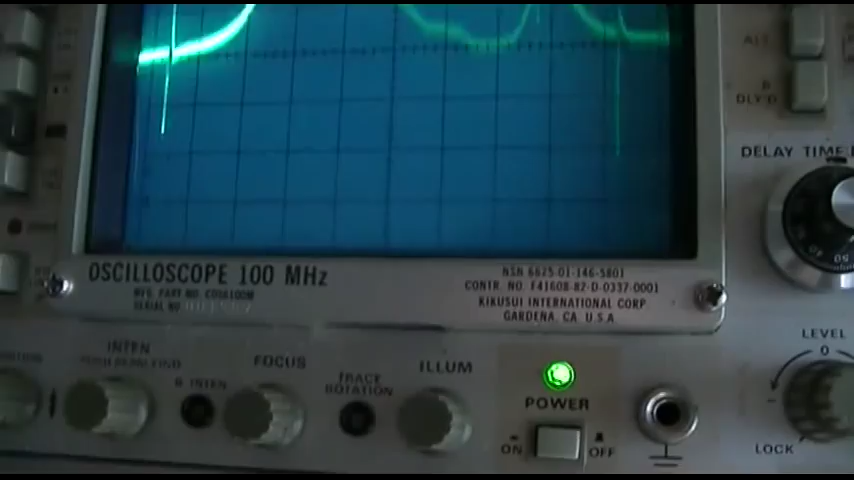 ALT
B
DLY'D
DELAY TIME
50
OSCILLOSCOPE 100 MHz
MFG. PART NO.
SERIAL NO.
NSN 6625-01-146-5801
CONTR. NO. F41608-82-D-0337-0001
KIKUSUI INTERNATIONAL CORP
GARDENA, CA. U.S.A.
INTEN
FOCUS
B INTEN
TRACE
ROTATION
ILLUM
POWER
ON
OFF
LEVEL
0
-
LOCK